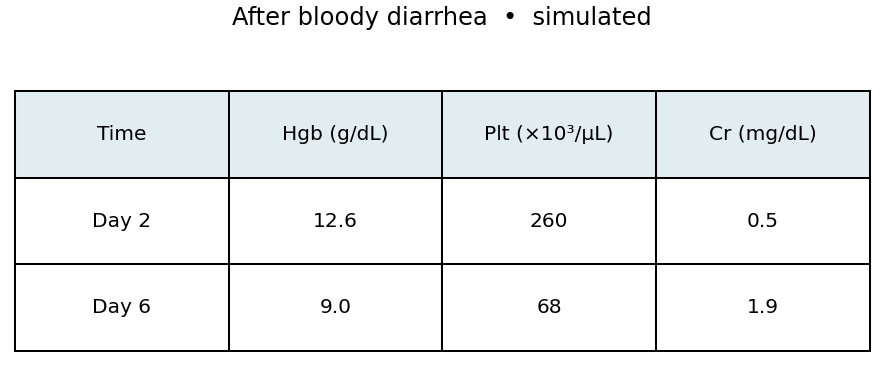 After bloody diarrhea • simulated
Time Hgb (g/dL) Plt (×10³/μL) Cr (mg/dL)
Day 2 12.6 260 0.5
Day 6 9.0 68 1.9